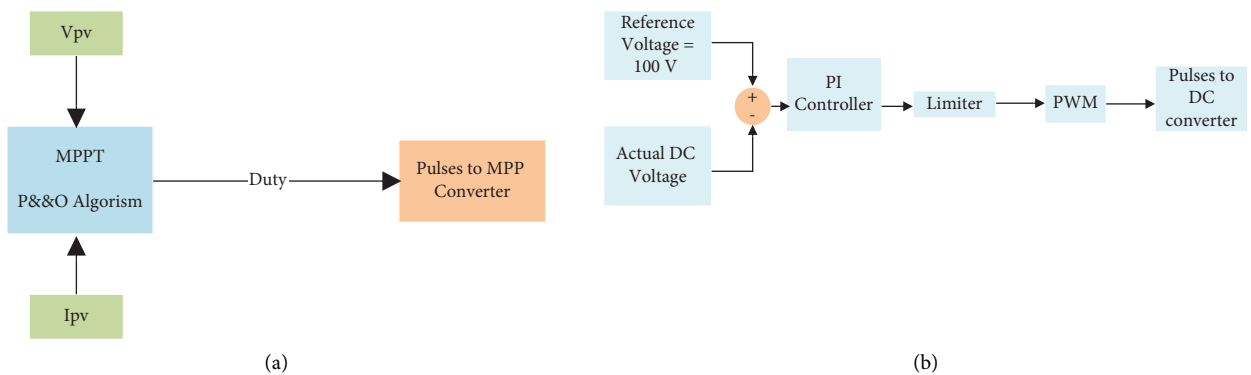 Vpv
MPPT
P&&O Algorism
Ipv
Duty
Pulses to MPP
Converter
(a)
Reference
Voltage =
100 V
Actual DC
Voltage
+
-
PI
Controller
Limiter
PWM
Pulses to
DC
converter
(b)